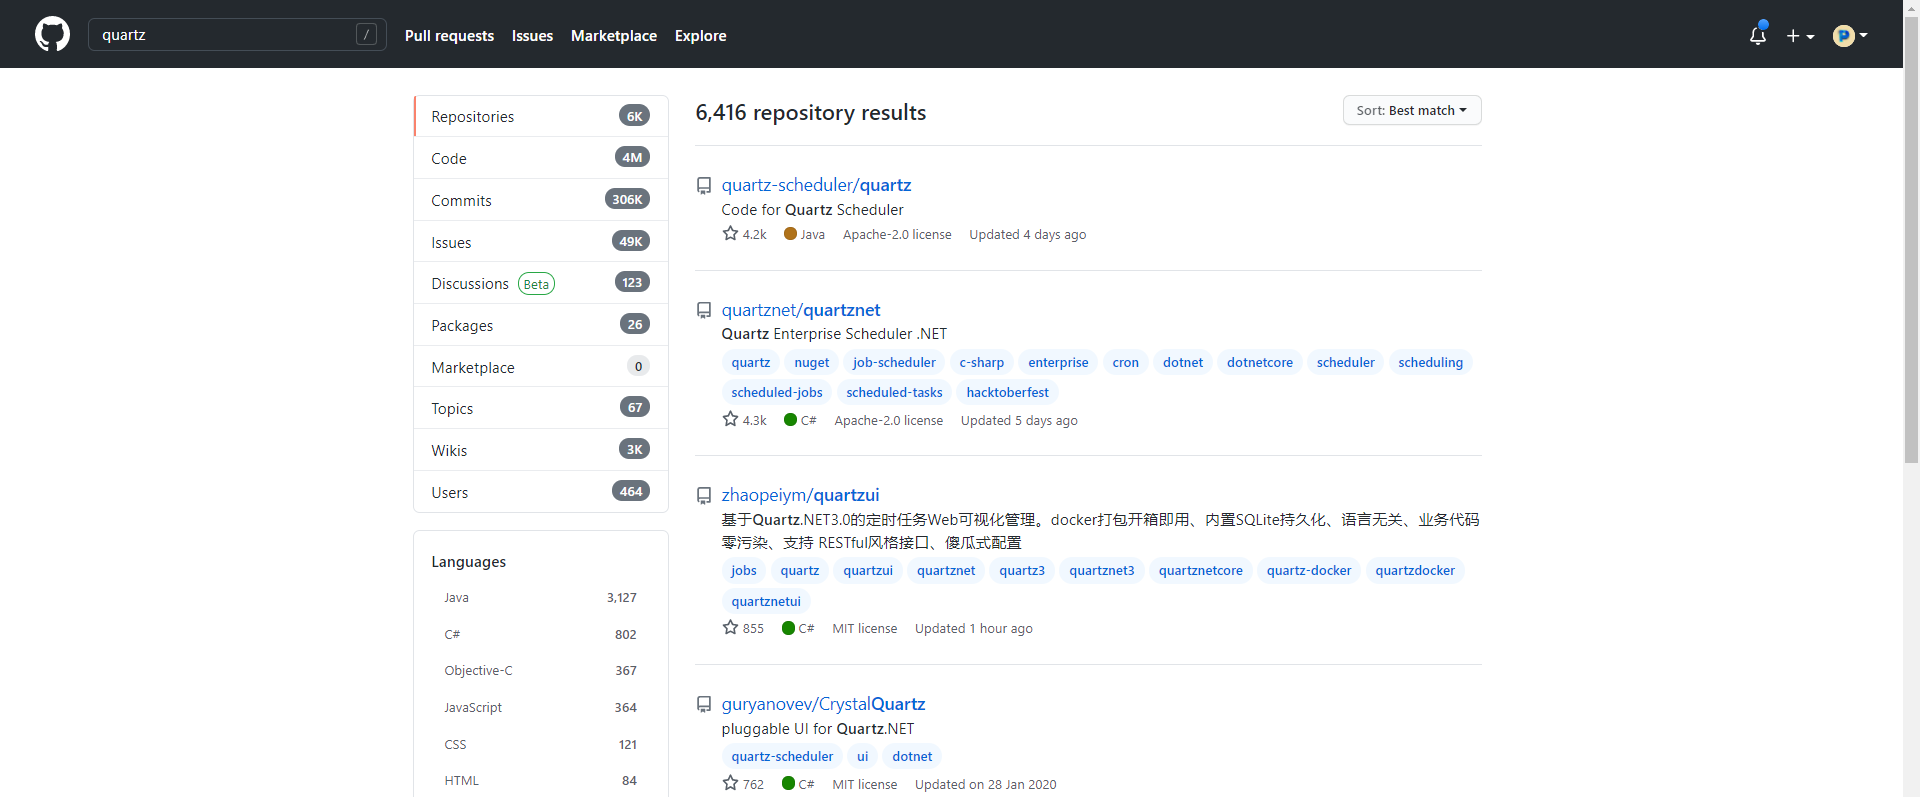 quartz /
Pull requests Issues Marketplace Explore
Repositories 6K
Code 4M
Commits 306K
Issues 49K
Discussions Beta 123
Packages 26
Marketplace 0
Topics 67
Wikis 3K
Users 464
Languages
Java 3,127
C# 802
Objective-C 367
JavaScript 364
CSS 121
HTML 84
6,416 repository results
Sort: Best match
quartz-scheduler/quartz
Code for Quartz Scheduler
4.2k Java Apache-2.0 license Updated 4 days ago
quartznet/quartznet
Quartz Enterprise Scheduler .NET
quartz nuget job-scheduler c-sharp enterprise cron dotnet dotnetcore scheduler scheduling
scheduled-jobs scheduled-tasks hacktoberfest
4.3k C# Apache-2.0 license Updated 5 days ago
zhaopeiym/quartzui
基于Quartz.NET3.0的定时任务Web可视化管理。docker打包开箱即用、内置SQLite持久化、语言无关、业务代码
零污染、支持 RESTful风格接口、傻瓜式配置
jobs quartz quartzui quartznet quartz3 quartznet3 quartznetcore quartz-docker quartzdocker
quartznetui
855 C# MIT license Updated 1 hour ago
guryanovev/CrystalQuartz
pluggable UI for Quartz.NET
quartz-scheduler ui dotnet
762 C# MIT license Updated on 28 Jan 2020